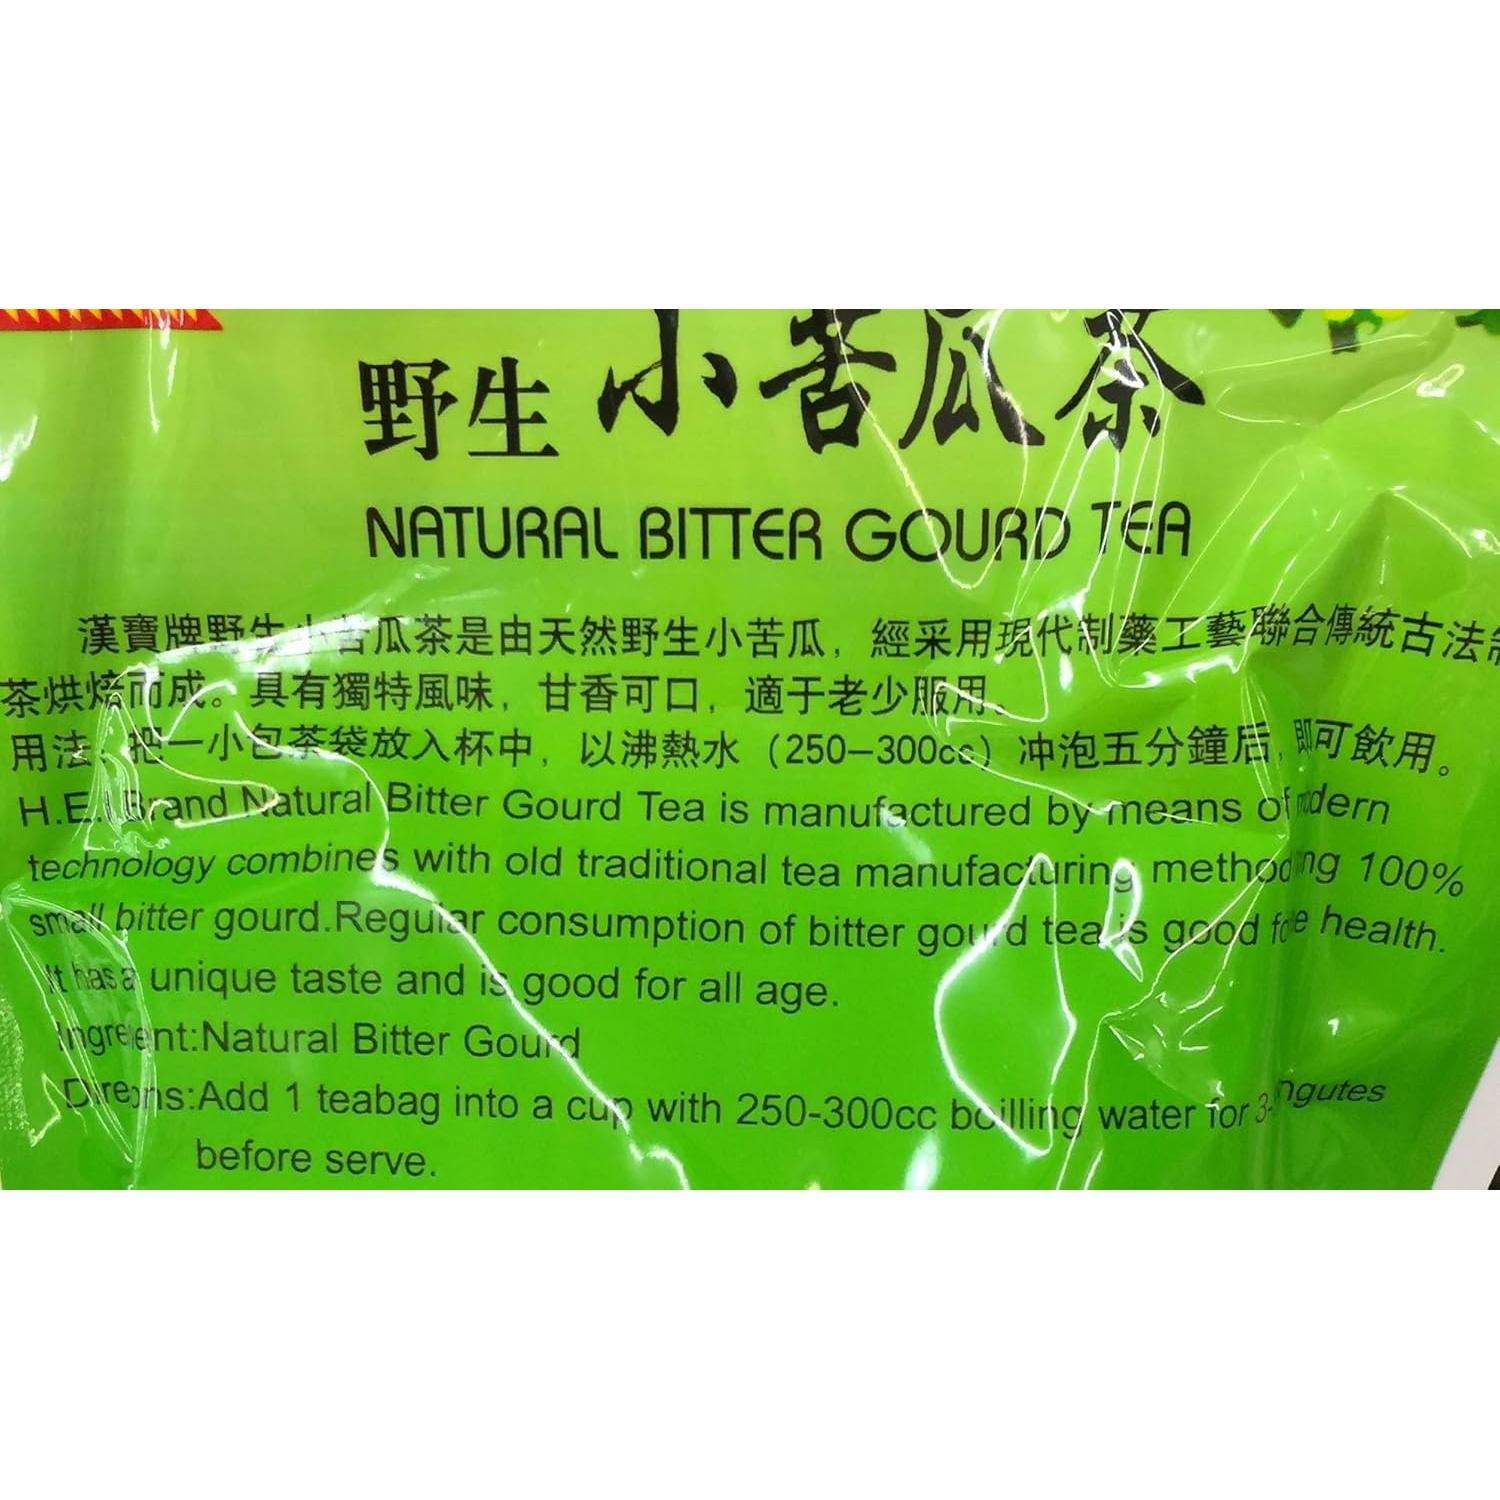 野生小苦瓜茶
NATURAL BITTER GOURD TEA
漢寶牌野生小苦瓜茶是由天然野生小苦瓜，經采用現代制藥工藝聯合傳統古法制
茶烘焙而成。具有獨特風味，甘香可口，適于老少服用。
用法：把一小包茶袋放入杯中，以沸熱水（250—300cc）冲泡五分鐘后，即可飲用。
Brand Natural Bitter Gourd Tea is manufactured by means of
technology combines with old traditional tea manufacturing 100%
small bitter gourd.Regular consumption of bitter gourd tea is good health.
It has a unique taste and is good for all age.
Natural Bitter Gourd
Add 1 teabag into a cup with 250-300cc boilling water for
before serve.